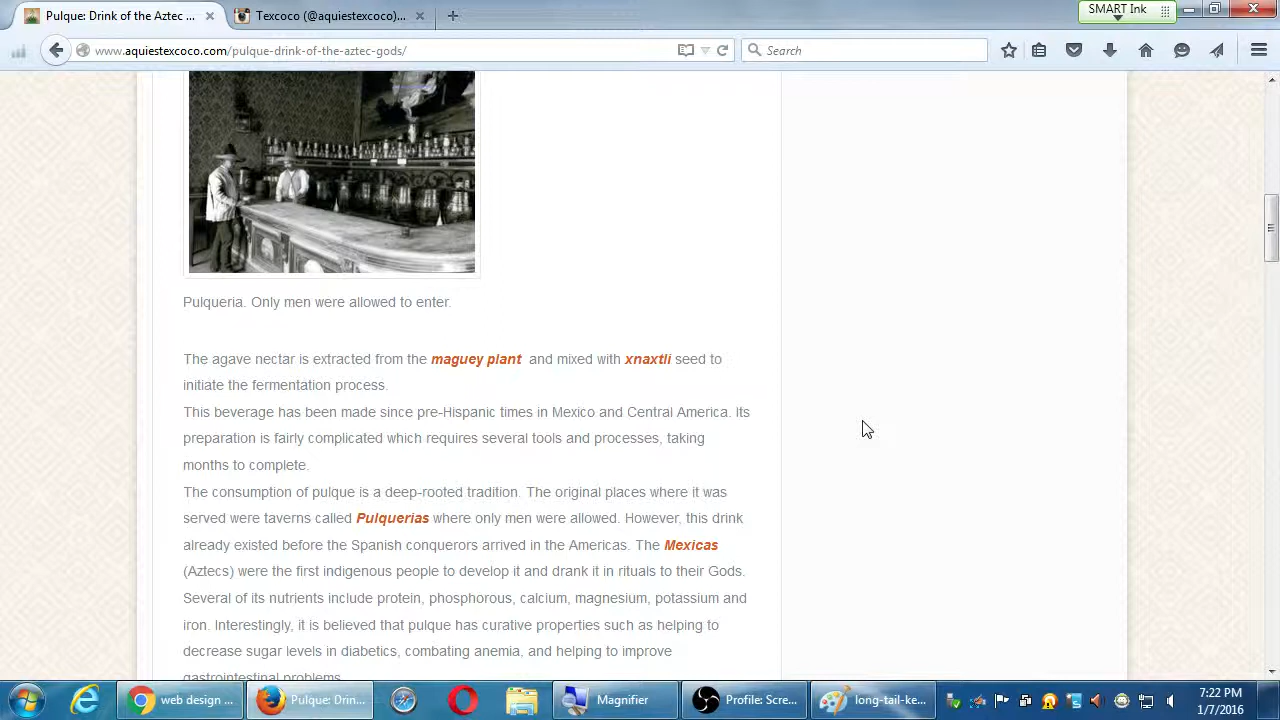 Pulque: Drink of the Aztec ...
Texcoco (@aquiestexcoco)...
SMART Ink
www.aquiestexcoco.com/pulque-drink-of-the-aztec-gods/
Search
Pulqueria. Only men were allowed to enter.
The agave nectar is extracted from the maguey plant and mixed with xnaxtli seed to
initiate the fermentation process.
This beverage has been made since pre-Hispanic times in Mexico and Central America. Its
preparation is fairly complicated which requires several tools and processes, taking
months to complete.
The consumption of pulque is a deep-rooted tradition. The original places where it was
served were taverns called Pulquerias where only men were allowed. However, this drink
already existed before the Spanish conquerors arrived in the Americas. The Mexicas
(Aztecs) were the first indigenous people to develop it and drank it in rituals to their Gods.
Several of its nutrients include protein, phosphorous, calcium, magnesium, potassium and
iron. Interestingly, it is believed that pulque has curative properties such as helping to
decrease sugar levels in diabetics, combating anemia, and helping to improve
gastrointestinal problems.
web design ...
Pulque: Drin...
Magnifier
Profile: Scre...
long-tail-ke...
7:22 PM
1/7/2016